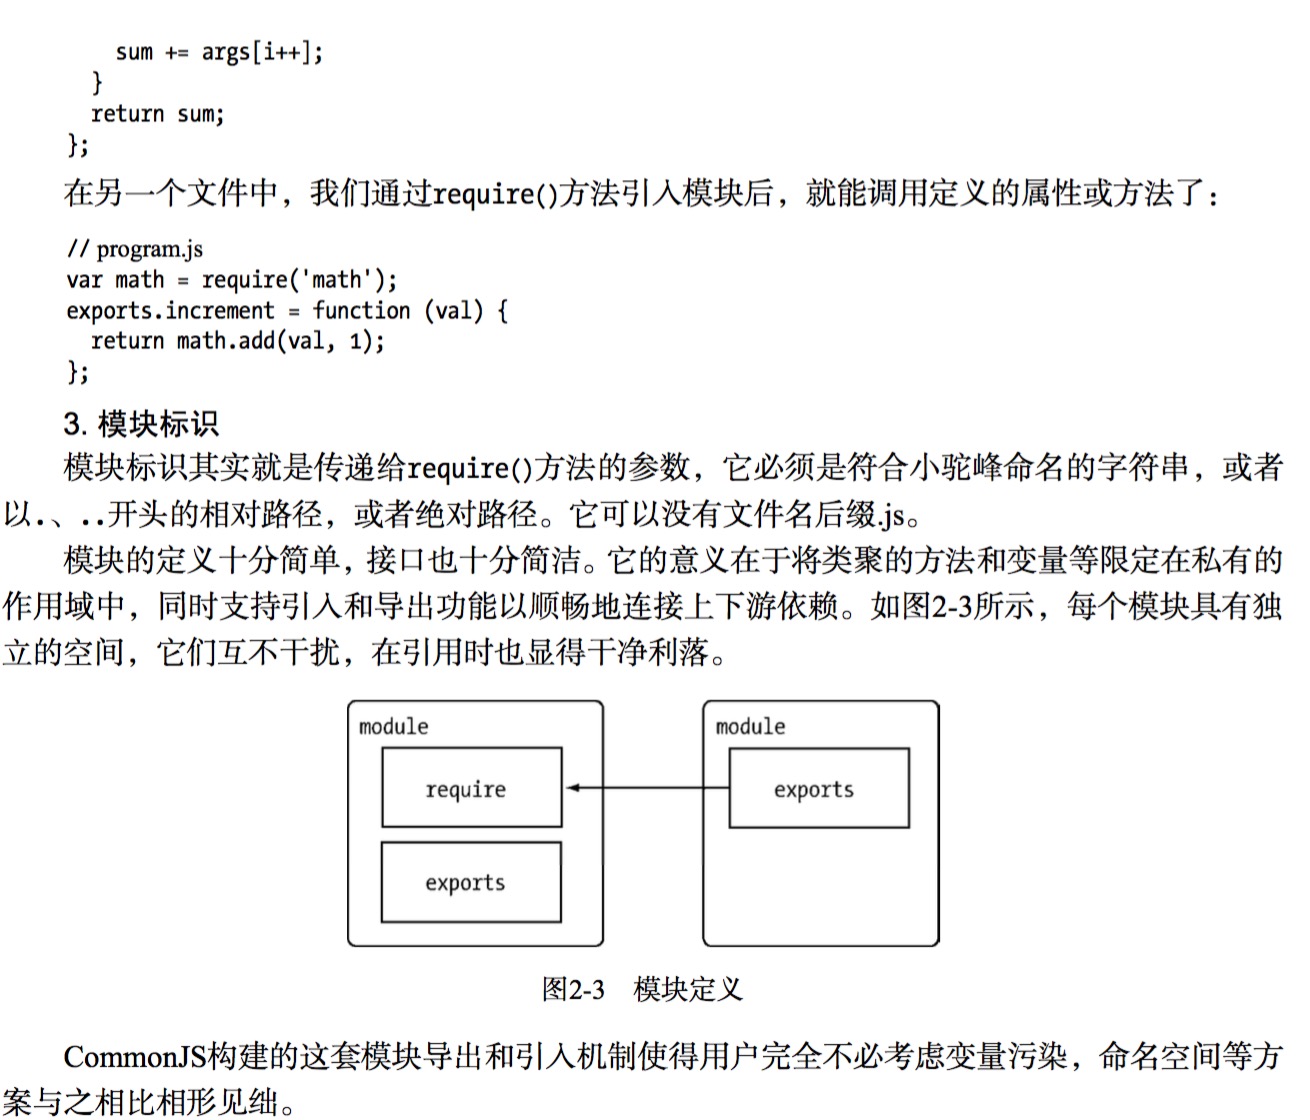 sum += args[i++];
}
return sum;
};
在另一个文件中，我们通过require()方法引入模块后，就能调用定义的属性或方法了：
// program.js
var math = require('math');
exports.increment = function (val) {
return math.add(val, 1);
};
3. 模块标识
模块标识其实就是传递给require()方法的参数，它必须是符合小驼峰命名的字符串，或者
以.、..开头的相对路径，或者绝对路径。它可以没有文件名后缀.js。
模块的定义十分简单，接口也十分简洁。它的意义在于将类聚的方法和变量等限定在私有的
作用域中，同时支持引入和导出功能以顺畅地连接上下游依赖。如图2-3所示，每个模块具有独
立的空间，它们互不干扰，在引用时也显得干净利落。
module
require
exports
module
exports
图2-3 模块定义
CommonJS构建的这套模块导出和引入机制使得用户完全不必考虑变量污染，命名空间等方
案与之相比相形见绌。